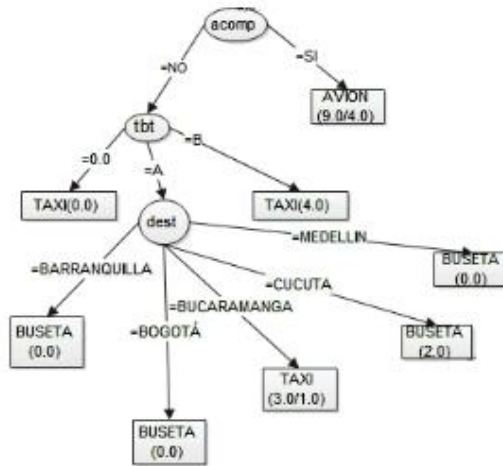 acomp
=NO
=SI
AVION
(9.0/4.0)
tbt
=0.0
=A
=B
TAXI(0.0)
TAXI(4.0)
dest
=MEDELLIN
=BARRANQUILLA
BUSETA
(0.0)
=CUCUTA
=BUCARAMANGA
=BOGOTÁ
BUSETA
(0.0)
BUSETA
(2.0)
TAXI
(3.0/1.0)
BUSETA
(0.0)